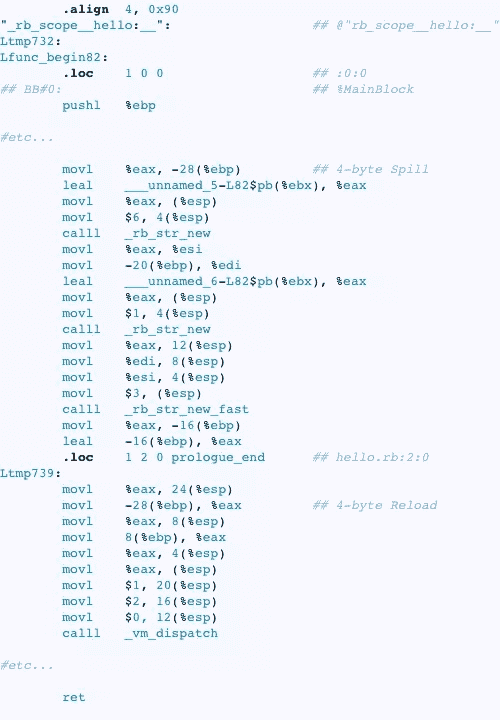 .align 4, 0x90
"_rb_scope__hello:__": ## @"rb_scope__hello:__"
Ltmp732:
Lfunc_begin82:
.loc 1 0 0 ## :0:0
## BB#0: ## %MainBlock
pushl %ebp
#etc...
movl %eax, -28(%ebp) ## 4-byte Spill
leal ___unnamed_5-L82$pb(%ebx), %eax
movl %eax, (%esp)
movl $6, 4(%esp)
calll _rb_str_new
movl %eax, %esi
movl -20(%ebp), %edi
leal ___unnamed_6-L82$pb(%ebx), %eax
movl %eax, (%esp)
movl $1, 4(%esp)
calll _rb_str_new
movl %eax, 12(%esp)
movl %edi, 8(%esp)
movl %esi, 4(%esp)
movl $3, (%esp)
calll _rb_str_new_fast
movl %eax, -16(%ebp)
leal -16(%ebp), %eax
.loc 1 2 0 prologue_end ## hello.rb:2:0
Ltmp739:
movl %eax, 24(%esp)
movl -28(%ebp), %eax ## 4-byte Reload
movl %eax, 8(%esp)
movl 8(%ebp), %eax
movl %eax, 4(%esp)
movl %eax, (%esp)
movl $1, 20(%esp)
movl $2, 16(%esp)
movl $0, 12(%esp)
calll _vm_dispatch
#etc...
ret